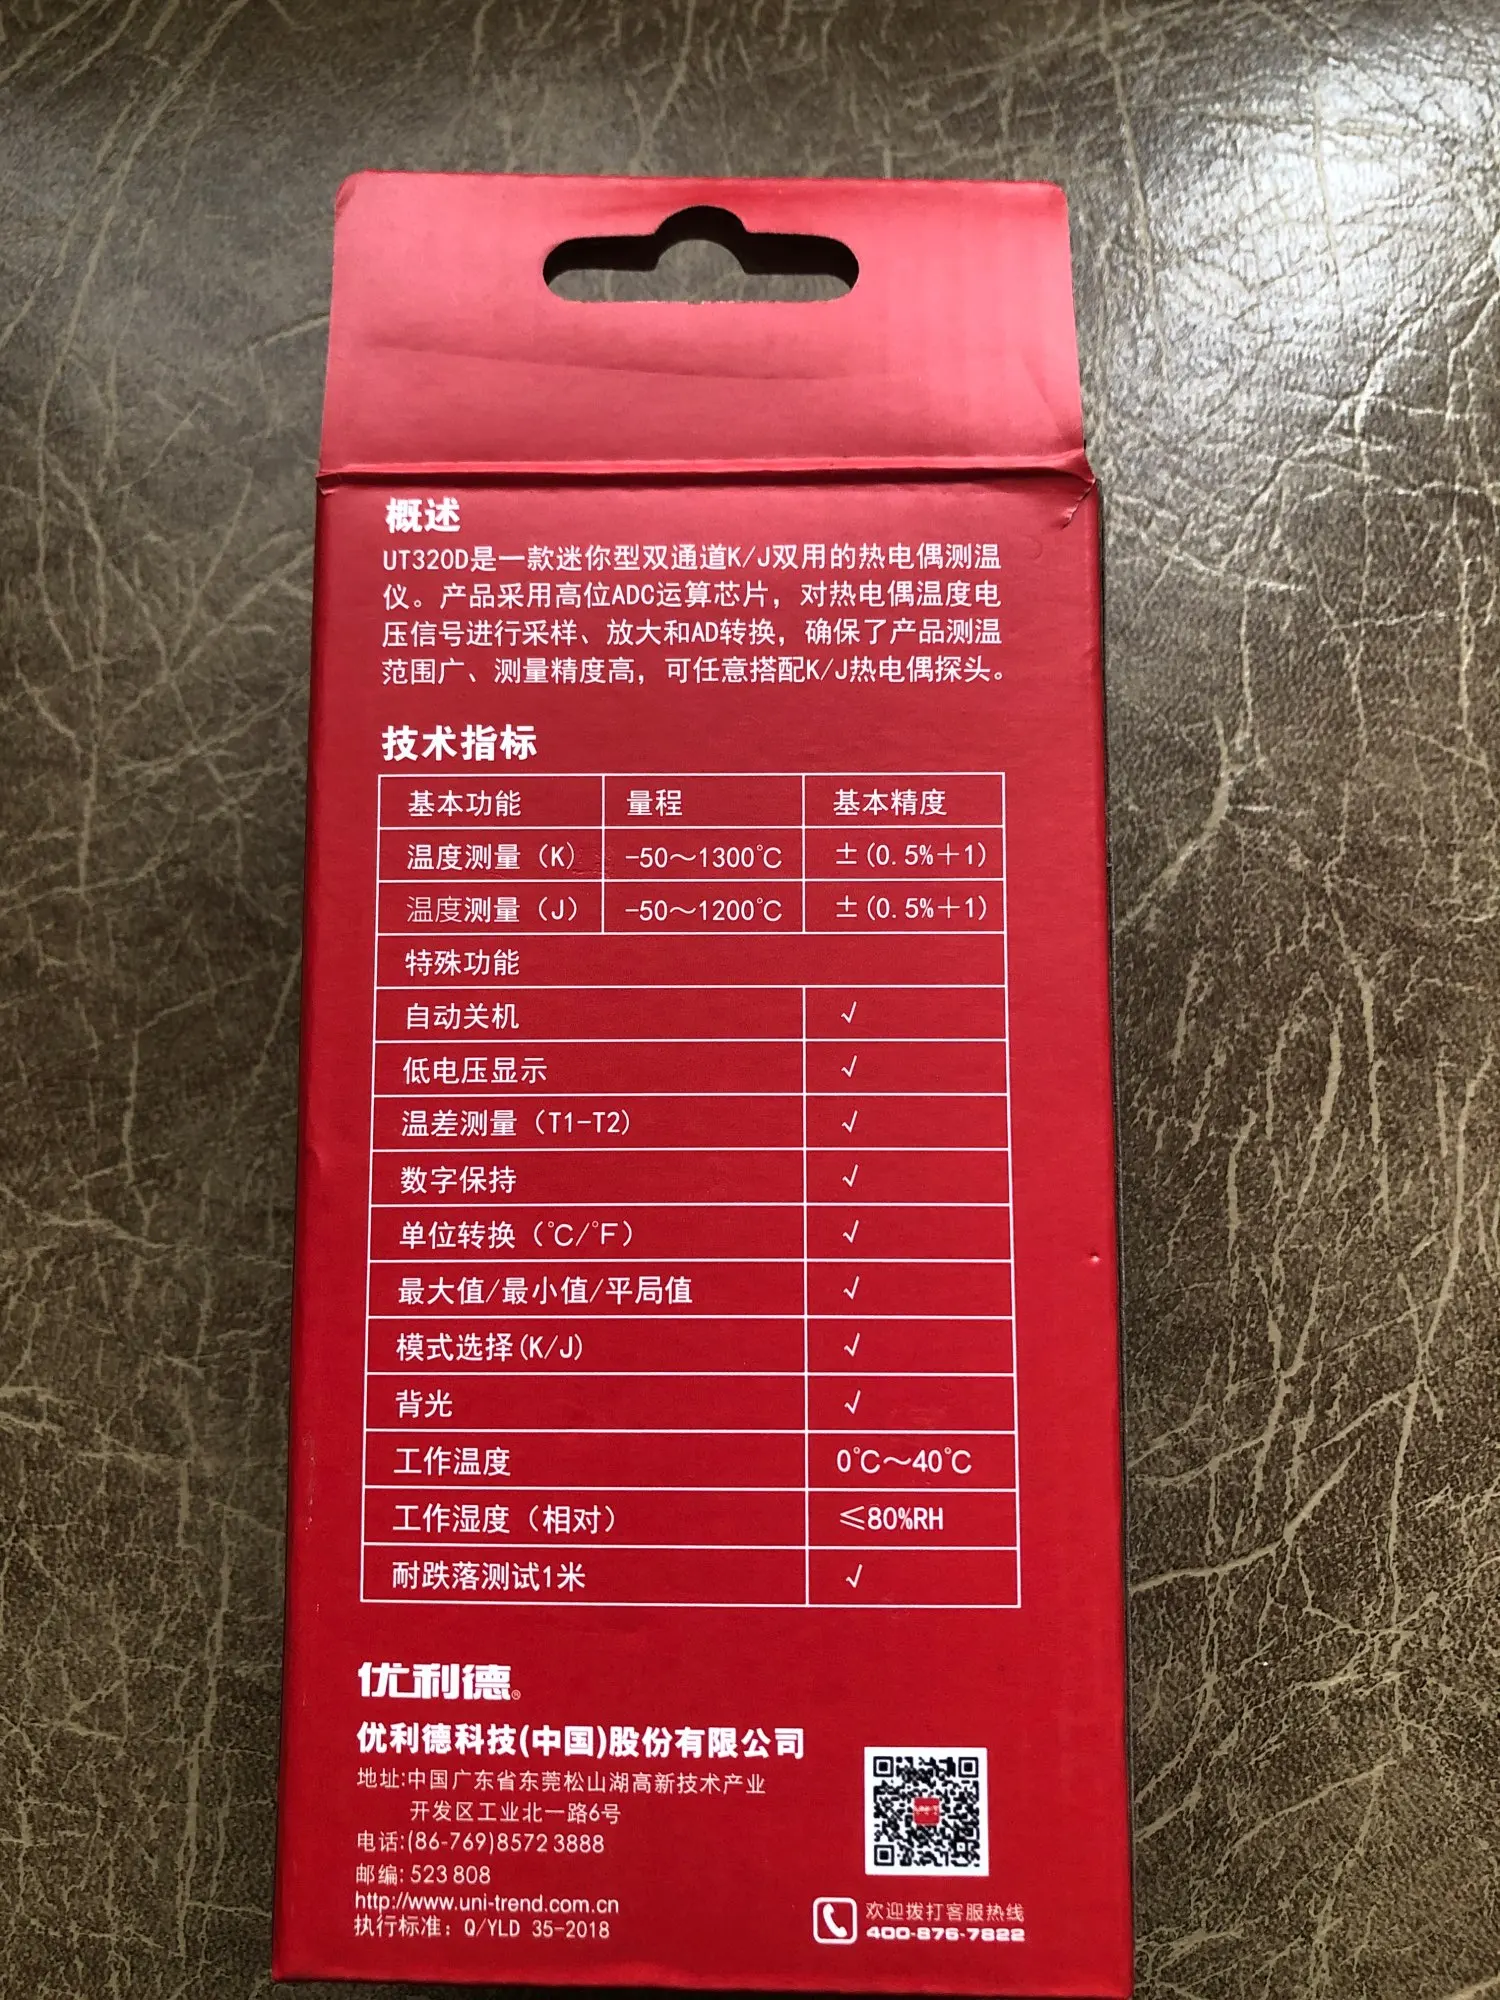 概述
UT320D是一款迷你型双通道K/J双用的热电偶测温
仪。产品采用高位ADC运算芯片，对热电偶温度电
压信号进行采样、放大和AD转换，确保了产品测温
范围广、测量精度高，可任意搭配K/J热电偶探头。
技术指标
基本功能 量程 基本精度
温度测量（K） -50～1300℃ ±(0.5%＋1)
温度测量（J） -50～1200℃ ±(0.5%＋1)
特殊功能
自动关机 √
低电压显示 √
温差测量（T1-T2） √
数字保持 √
单位转换（℃/℉） √
最大值/最小值/平局值 √
模式选择(K/J) √
背光 √
工作温度 0℃～40℃
工作湿度（相对） ≤80%RH
耐跌落测试1米 √
优利德®
优利德科技(中国)股份有限公司
地址:中国广东省东莞松山湖高新技术产业
开发区工业北一路6号
电话:(86-769)8572 3888
邮编: 523 808
http://www.uni-trend.com.cn
执行标准: Q/YLD 35-2018
欢迎拨打客服热线
400-876-7822